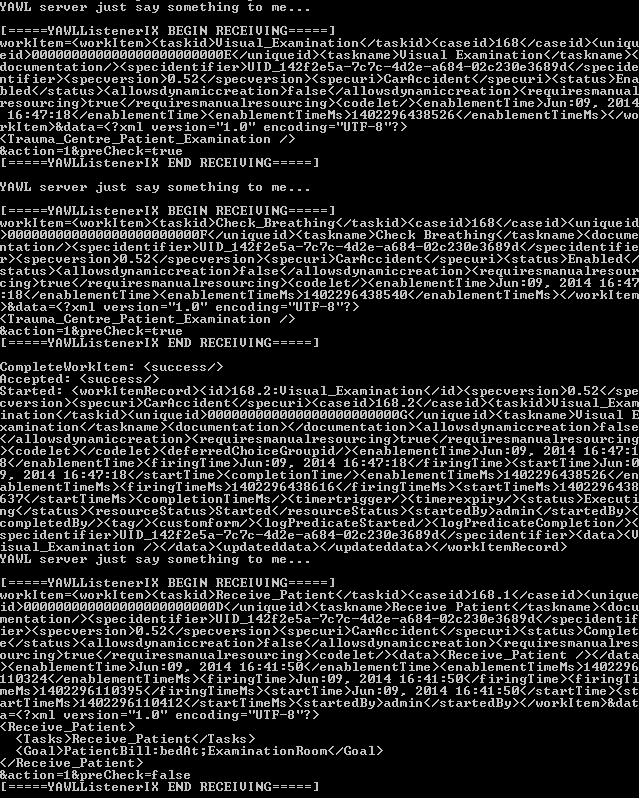 YAWL server just say something to me...
[=====YAWLListenerIX BEGIN RECEIVING=====]
workItem=<workItem><taskid>Visual_Examination</taskid><caseid>168</caseid><uniqu
eid>0000000000000000000000000F</uniqueid><taskname>Visual Examination</taskname><
documentation/><specidentifier>UID_142f2e5a-7c7c-4d2e-a684-02c230e3689d</specide
ntifier><specversion>0.52</specversion><specuri>CarAccident</specuri><status>Ena
bled</status><allowsdynamiccreation>false</allowsdynamiccreation><requiresmanual
resourcing>true</requiresmanualresourcing><codelet/><enablementTime>Jun:09, 2014
 16:47:18</enablementTime><enablementTimeMs>1402296438526</enablementTimeMs></wo
rkItem>&data=<?xml version="1.0" encoding="UTF-8"?>
<Trauma_Centre_Patient_Examination />
&action=1&preCheck=true
[=====YAWLListenerIX END RECEIVING=====]
YAWL server just say something to me...
[=====YAWLListenerIX BEGIN RECEIVING=====]
workItem=<workItem><taskid>Check_Breathing</taskid><caseid>168</caseid><uniqueid
>0000000000000000000000000F</uniqueid><taskname>Check Breathing</taskname><docume
ntation/><specidentifier>UID_142f2e5a-7c7c-4d2e-a684-02c230e3689d</specidentifie
r><specversion>0.52</specversion><specuri>CarAccident</specuri><status>Enabled</
status><allowsdynamiccreation>false</allowsdynamiccreation><requiresmanualresour
cing>true</requiresmanualresourcing><codelet/><enablementTime>Jun:09, 2014 16:47
:18</enablementTime><enablementTimeMs>1402296438540</enablementTimeMs></workItem
>&data=<?xml version="1.0" encoding="UTF-8"?>
<Trauma_Centre_Patient_Examination />
&action=1&preCheck=true
[=====YAWLListenerIX END RECEIVING=====]
CompleteWorkItem: <success/>
Accepted: <success/>
Started: <workItemRecord><id>168.2:Visual_Examination</id><specversion>0.52</spe
cversion><specuri>CarAccident</specuri><caseid>168.2</caseid><taskid>Visual_Exam
ination</taskid><uniqueid>0000000000000000000000000G</uniqueid><taskname>Visual E
xamination</taskname><documentation></documentation><allowsdynamiccreation>false
</allowsdynamiccreation><requiresmanualresourcing>true</requiresmanualresourcing
><codelet></codelet><deferredChoiceGroupid/><enablementTime>Jun:09, 2014 16:47:1
8</enablementTime><firingTime>Jun:09, 2014 16:47:18</firingTime><startTime>Jun:0
9, 2014 16:47:18</startTime><completionTime/><enablementTimeMs>1402296438526</en
ablementTimeMs><firingTimeMs>1402296438616</firingTimeMs><startTimeMs>1402296438
637</startTimeMs><completionTimeMs/><timertrigger/><timerexpiry/><status>Executi
ng</status><resourceStatus>Started</resourceStatus><startedBy>admin</startedBy><
completedBy/><tag/><customform/><logPredicateStarted/><logPredicateCompletion/><
specidentifier>UID_142f2e5a-7c7c-4d2e-a684-02c230e3689d</specidentifier><data><V
isual_Examination /></data><updateddata></updateddata></workItemRecord>
YAWL server just say something to me...
[=====YAWLListenerIX BEGIN RECEIVING=====]
workItem=<workItem><taskid>Receive_Patient</taskid><caseid>168.1</caseid><unique
id>0000000000000000000000000D</uniqueid><taskname>Receive Patient</taskname><docu
mentation/><specidentifier>UID_142f2e5a-7c7c-4d2e-a684-02c230e3689d</specidentif
ier><specversion>0.52</specversion><specuri>CarAccident</specuri><status>Complet
e</status><allowsdynamiccreation>false</allowsdynamiccreation><requiresmanualres
ourcing>true</requiresmanualresourcing><codelet/><data><Receive_Patient /></data
><enablementTime>Jun:09, 2014 16:41:50</enablementTime><enablementTimeMs>1402296
110324</enablementTimeMs><firingTime>Jun:09, 2014 16:41:50</firingTime><firingTi
meMs>1402296110395</firingTimeMs><startTime>Jun:09, 2014 16:41:50</startTime><st
artTimeMs>1402296110412</startTimeMs><startedBy>admin</startedBy></workItem>&dat
a=<?xml version="1.0" encoding="UTF-8"?>
<Receive_Patient>
  <Tasks>Receive_Patient</Tasks>
  <Goal>PatientBill:bedAt;ExaminationRoom</Goal>
</Receive_Patient>
&action=1&preCheck=false
[=====YAWLListenerIX END RECEIVING=====]